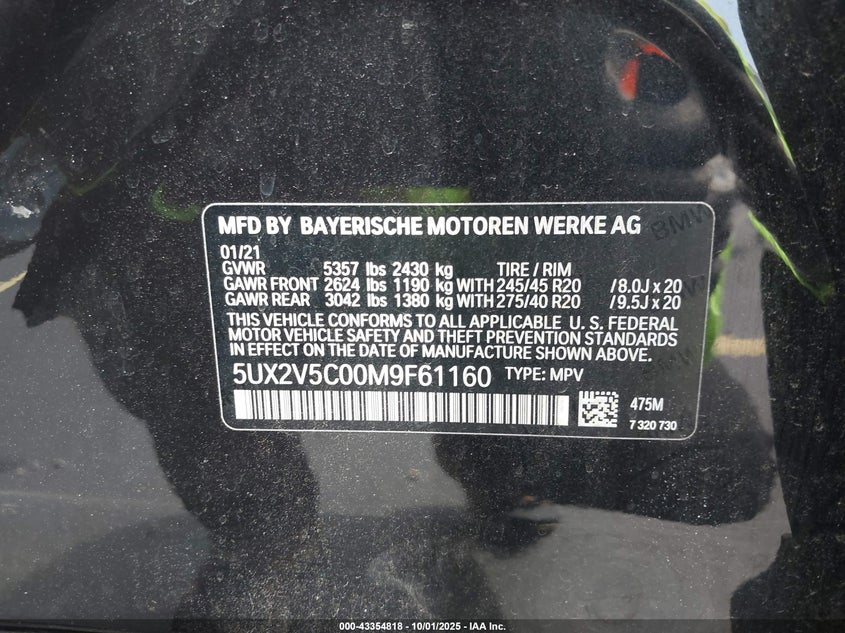 MFD BY BAYERISCHE MOTOREN WERKE AG
01/21
GVWR 5357 lbs 2430 kg TIRE / RIM
GAWR FRONT 2624 lbs 1190 kg WITH 245/45 R20 /8.0J x 20
GAWR REAR 3042 lbs 1380 kg WITH 275/40 R20 /9.5J x 20
THIS VEHICLE CONFORMS TO ALL APPLICABLE U. S. FEDERAL
MOTOR VEHICLE SAFETY AND THEFT PREVENTION STANDARDS
IN EFFECT ON THE DATE OF MANUFACTURE SHOWN ABOVE.
5UX2V5C00M9F61160 TYPE: MPV
475M
7 320 730
BMW
000-43354818 - 10/01/2025 - IAA Inc.